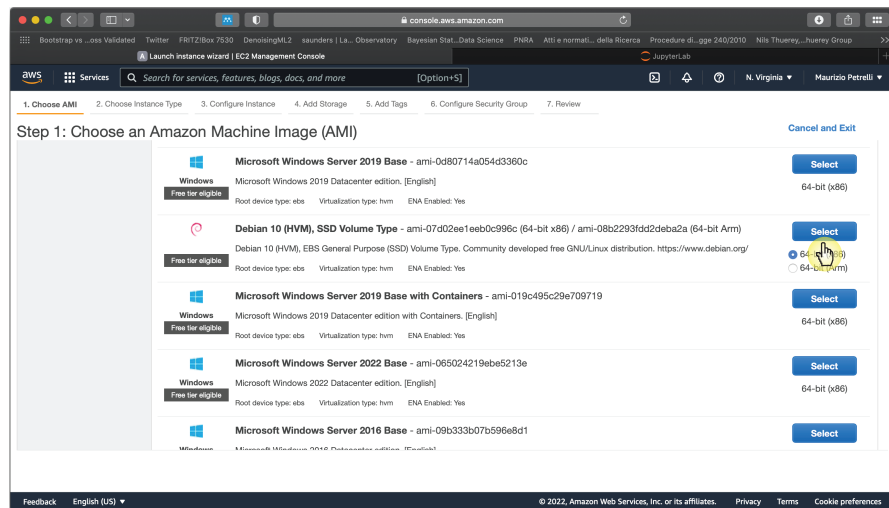 console.aws.amazon.com
Bootstrap vs ...oss Validated Twitter FRITZ!Box 7530 DenoisingML2 saunders | La... Observatory Bayesian Stat...Data Science PNRA Atti e normati... della Ricerca Procedure di...gge 240/2010 Nils Thuerey,...huerey Group >>
Launch instance wizard | EC2 Management Console JupyterLab +
aws Services Search for services, features, blogs, docs, and more [Option+S] N. Virginia ▼ Maurizio Petrelli ▼
1. Choose AMI 2. Choose Instance Type 3. Configure Instance 4. Add Storage 5. Add Tags 6. Configure Security Group 7. Review
Step 1: Choose an Amazon Machine Image (AMI) Cancel and Exit
Microsoft Windows Server 2019 Base - ami-0d80714a054d3360c Select
Windows Microsoft Windows 2019 Datacenter edition. [English] 64-bit (x86)
Free tier eligible Root device type: ebs Virtualization type: hvm ENA Enabled: Yes
Debian 10 (HVM), SSD Volume Type - ami-07d02ee1eeb0c996c (64-bit x86) / ami-08b2293fdd2deba2a (64-bit Arm) Select
Debian 10 (HVM), EBS General Purpose (SSD) Volume Type. Community developed free GNU/Linux distribution. https://www.debian.org/
Free tier eligible Root device type: ebs Virtualization type: hvm ENA Enabled: Yes 64-bit (x86)
64-bit (Arm)
Microsoft Windows Server 2019 Base with Containers - ami-019c495c29e709719 Select
Windows Microsoft Windows 2019 Datacenter edition with Containers. [English] 64-bit (x86)
Free tier eligible Root device type: ebs Virtualization type: hvm ENA Enabled: Yes
Microsoft Windows Server 2022 Base - ami-065024219ebe5213e Select
Windows Microsoft Windows 2022 Datacenter edition. [English] 64-bit (x86)
Free tier eligible Root device type: ebs Virtualization type: hvm ENA Enabled: Yes
Microsoft Windows Server 2016 Base - ami-09b333b07b596e8d1 Select
Windows Microsoft Windows 2016 Datacenter edition. [English]
Feedback English (US) ▼ © 2022, Amazon Web Services, Inc. or its affiliates. Privacy Terms Cookie preferences